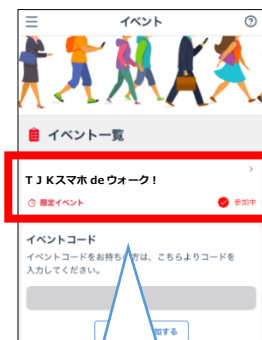 イベント
?
イベント一覧
ＴＪＫスマホ de ウォーク！
限定イベント
参加中
イベントコード
イベントコードをお持ち 方は、こちらよりコードを
入力してください。
加する